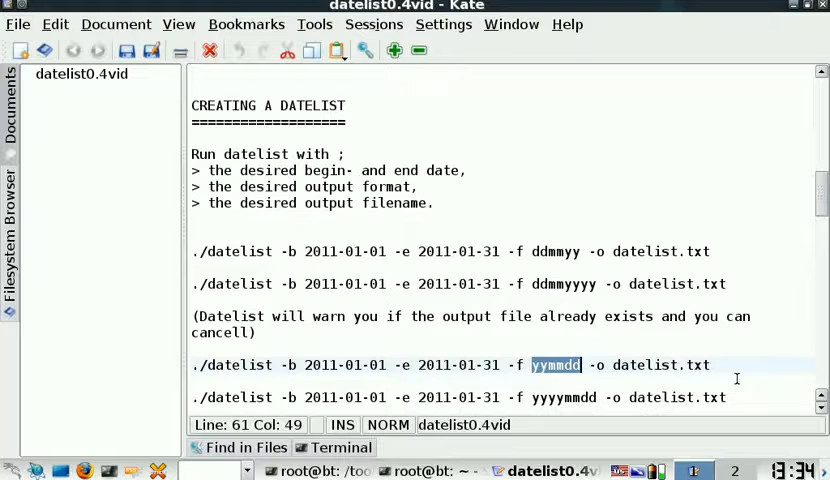 datelist0.4vid - Kate
File Edit Document View Bookmarks Tools Sessions Settings Window Help
Documents
Filesystem Browser
datelist0.4vid
CREATING A DATELIST
===================
Run datelist with ;
> the desired begin- and end date,
> the desired output format,
> the desired output filename.
./datelist -b 2011-01-01 -e 2011-01-31 -f ddmmyy -o datelist.txt
./datelist -b 2011-01-01 -e 2011-01-31 -f ddmmyyyy -o datelist.txt
(Datelist will warn you if the output file already exists and you can
cancell)
./datelist -b 2011-01-01 -e 2011-01-31 -f yymmdd -o datelist.txt
./datelist -b 2011-01-01 -e 2011-01-31 -f yyyymmdd -o datelist.txt
Line: 61 Col: 49 INS NORM datelist0.4vid
Find in Files Terminal
root@bt: /too root@bt: ~ - datelist0.4v 1 2 13:34